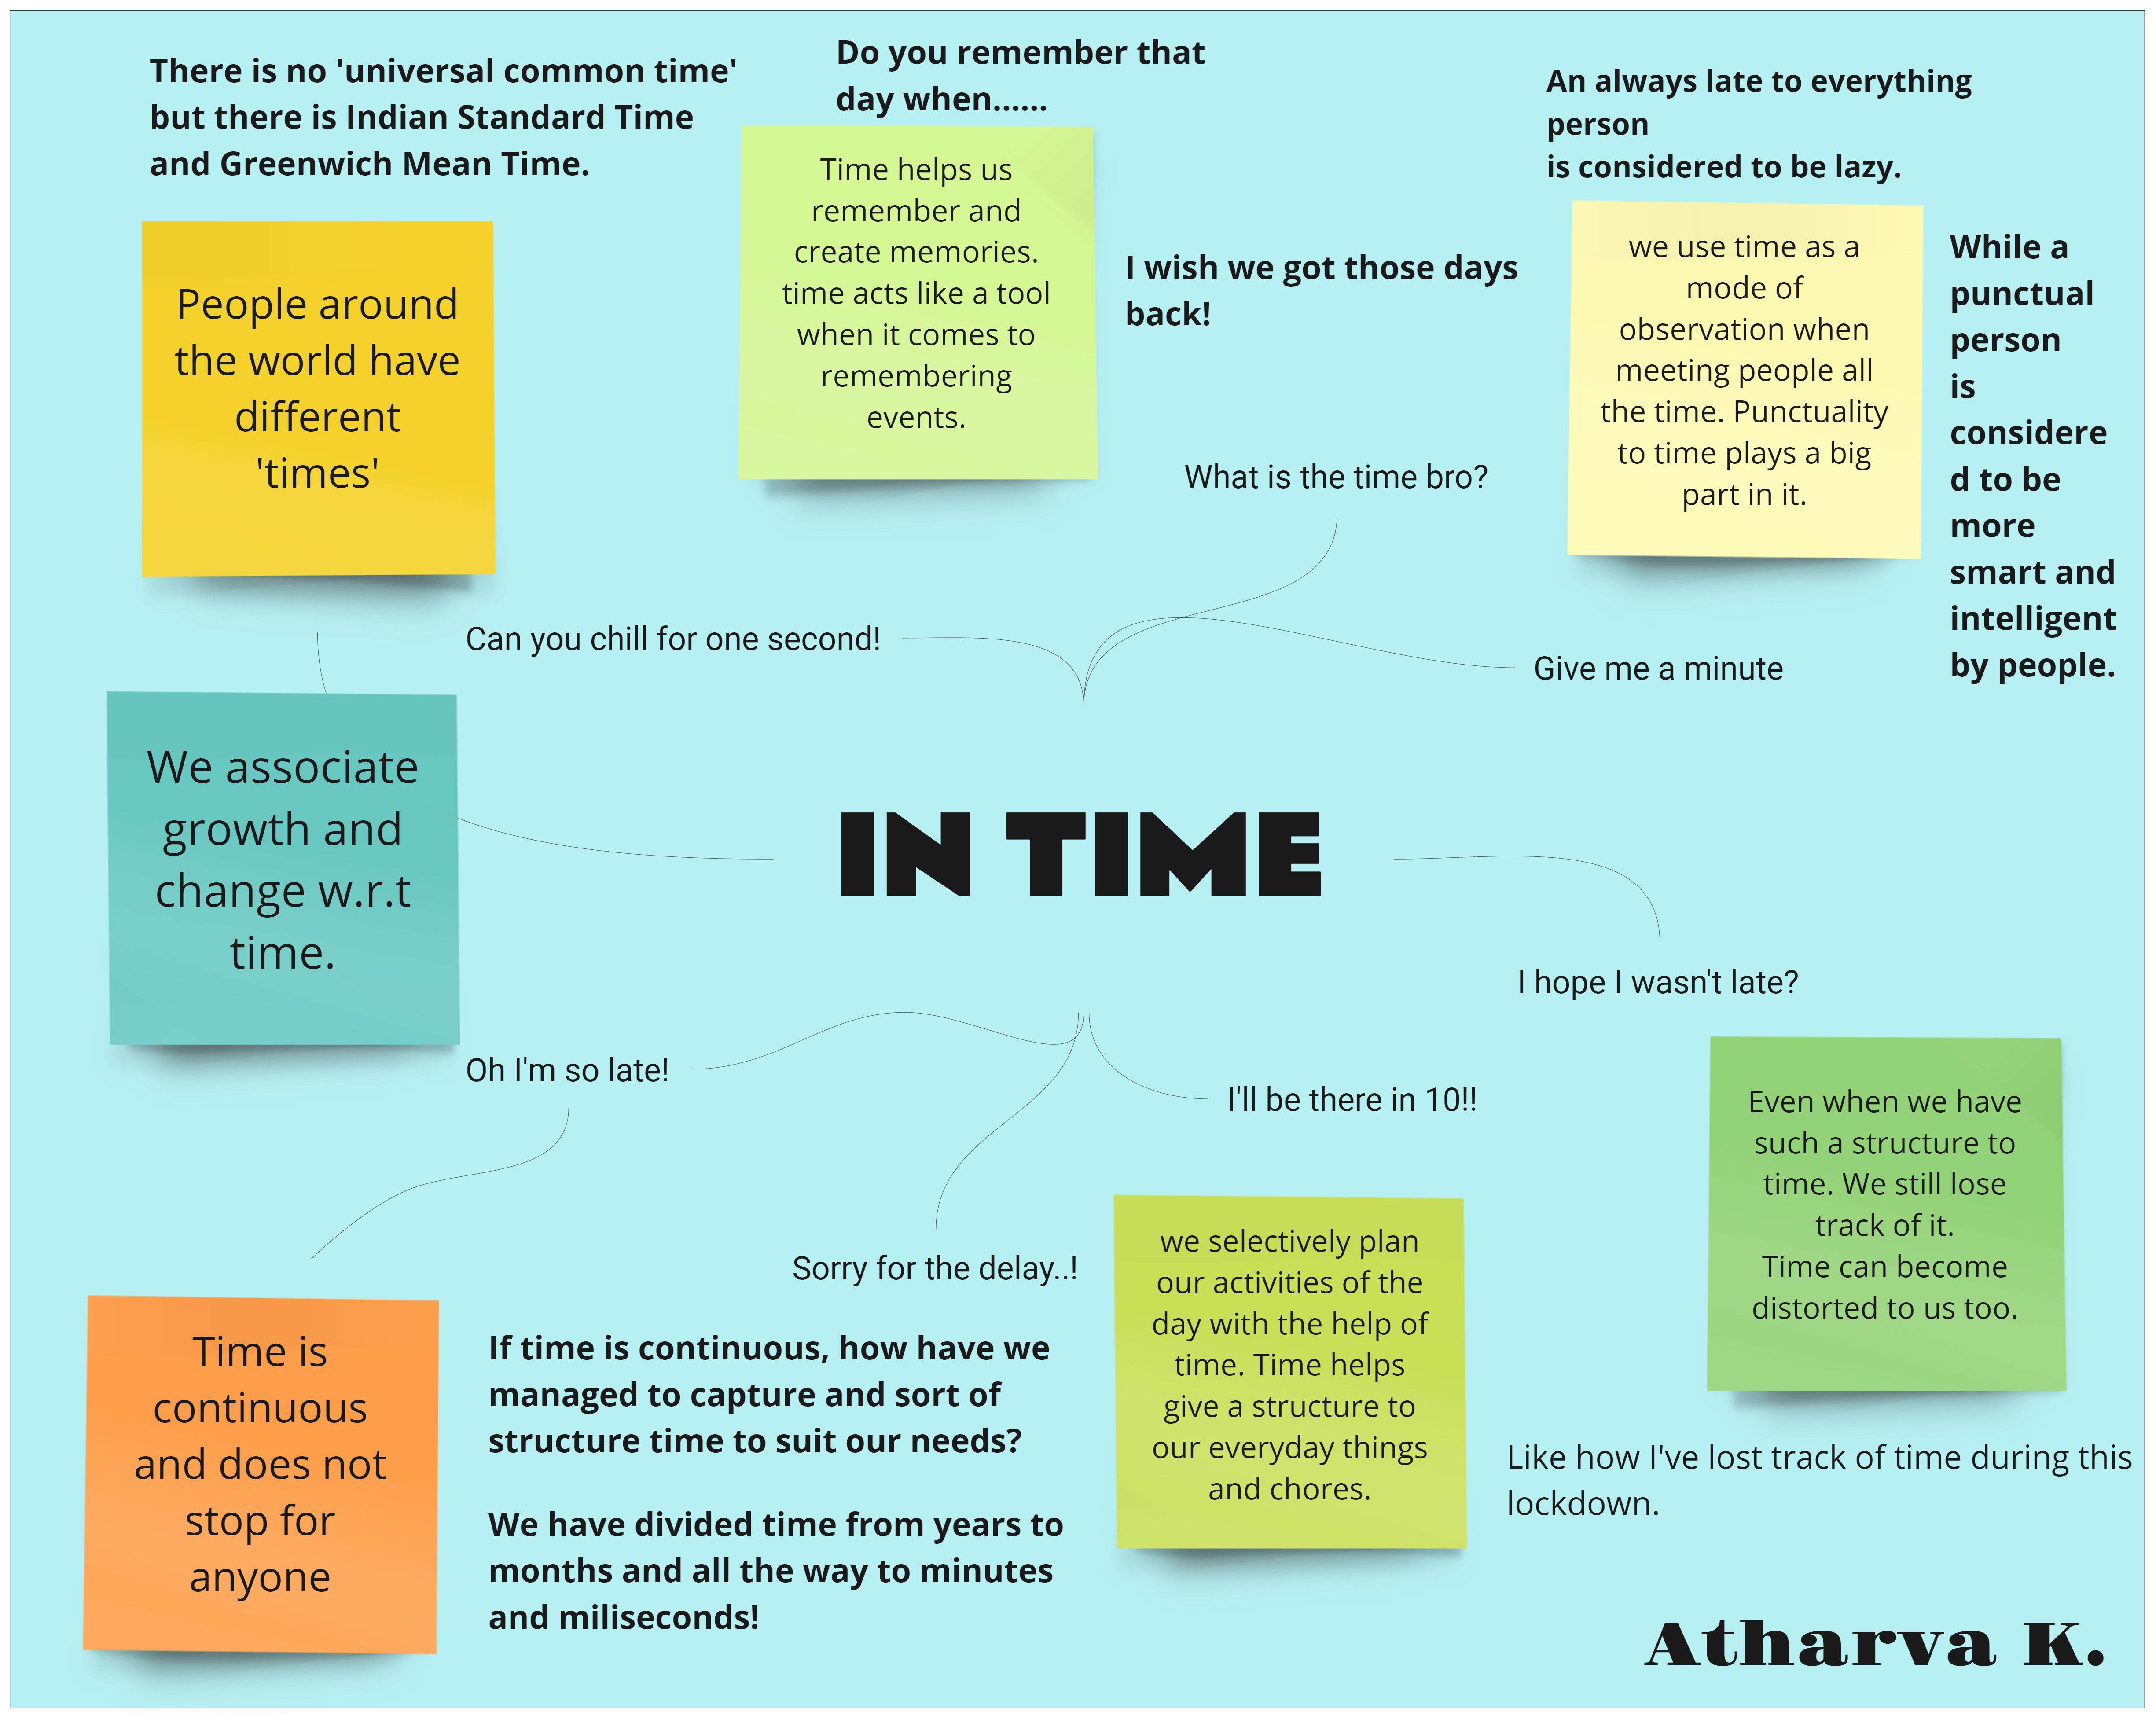 There is no 'universal common time'
but there is Indian Standard Time
and Greenwich Mean Time.
People around
the world have
different
'times'
Do you remember that
day when......
Time helps us
remember and
create memories.
time acts like a tool
when it comes to
remembering
events.
I wish we got those days
back!
An always late to everything
person
is considered to be lazy.
we use time as a
mode of
observation when
meeting people all
the time. Punctuality
to time plays a big
part in it.
While a
punctual
person
is
considere
d to be
more
smart and
intelligent
by people.
What is the time bro?
Can you chill for one second!
Give me a minute
We associate
growth and
change w.r.t
time.
IN TIME
I hope I wasn't late?
Oh I'm so late!
I'll be there in 10!!
Sorry for the delay..!
Time is
continuous
and does not
stop for
anyone
If time is continuous, how have we
managed to capture and sort of
structure time to suit our needs?
We have divided time from years to
months and all the way to minutes
and miliseconds!
we selectively plan
our activities of the
day with the help of
time. Time helps
give a structure to
our everyday things
and chores.
Even when we have
such a structure to
time. We still lose
track of it.
Time can become
distorted to us too.
Like how I've lost track of time during this
lockdown.
Atharva K.